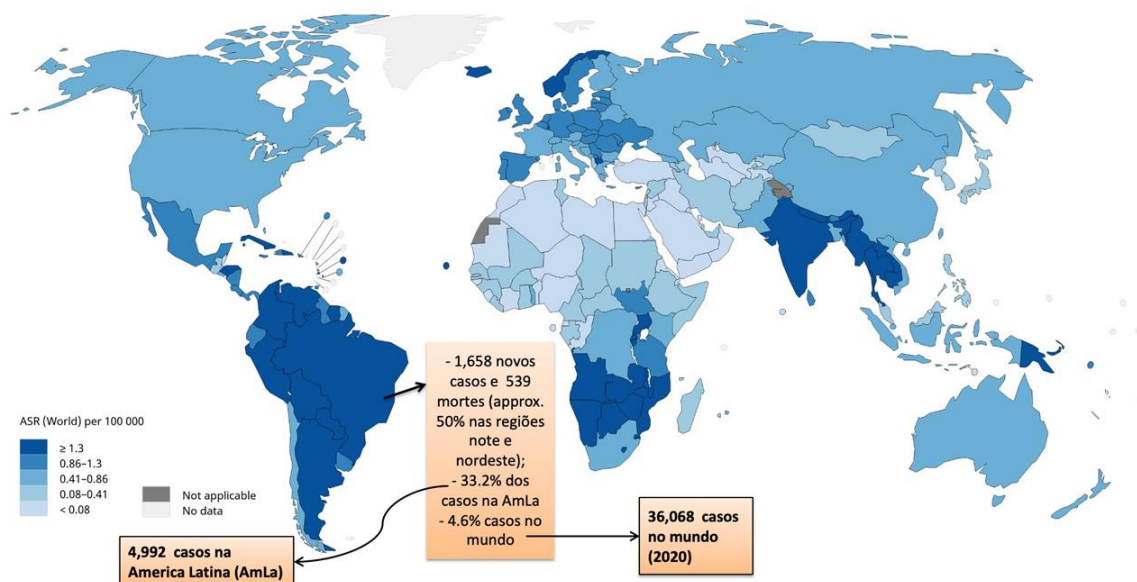 - 1,658 novos
casos e 539
mortes (approx.
50% nas regiões
note e
nordeste);
- 33.2% dos
casos na AmLa
- 4.6% casos no
mundo
ASR (World) per 100 000
≥ 1.3
0.86–1.3
0.41–0.86
0.08–0.41
< 0.08
Not applicable
No data
4,992 casos na
America Latina (AmLa)
36,068 casos
no mundo
(2020)